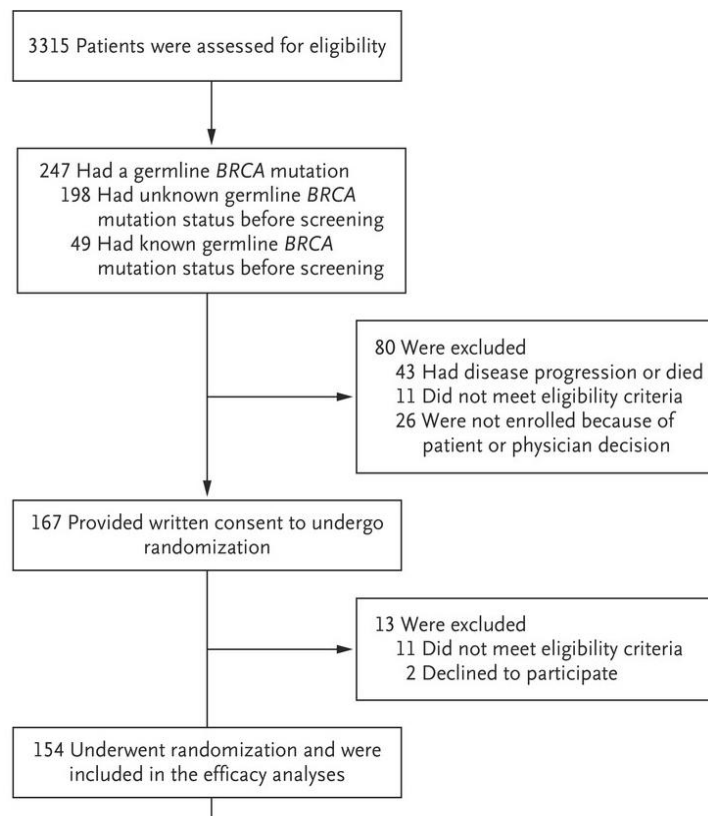 3315 Patients were assessed for eligibility
247 Had a germline BRCA mutation
198 Had unknown germline BRCA
mutation status before screening
49 Had known germline BRCA
mutation status before screening
80 Were excluded
43 Had disease progression or died
11 Did not meet eligibility criteria
26 Were not enrolled because of
patient or physician decision
167 Provided written consent to undergo
randomization
13 Were excluded
11 Did not meet eligibility criteria
2 Declined to participate
154 Underwent randomization and were
included in the efficacy analyses